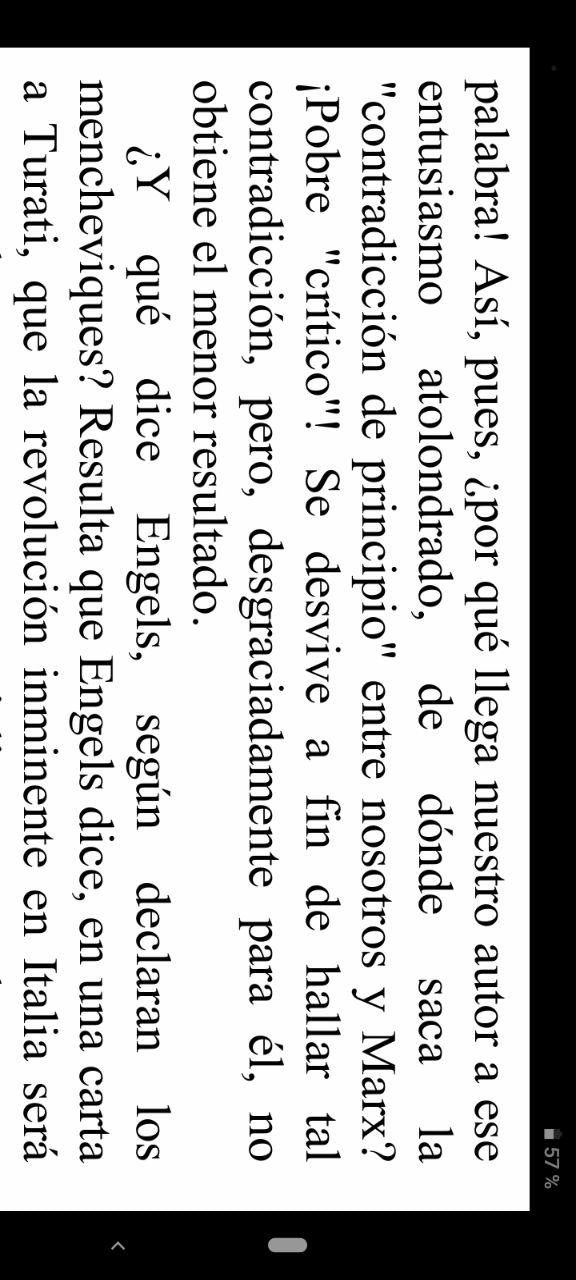 palabra! Así, pues, ¿por qué llega nuestro autor a ese
entusiasmo atolondrado, de dónde saca la
"contradicción de principio" entre nosotros y Marx?
¡Pobre "crítico"! Se desvive a fin de hallar tal
contradicción, pero, desgraciadamente para él, no
obtiene el menor resultado.
¿Y qué dice Engels, según declaran los
mencheviques? Resulta que Engels dice, en una carta
a Turati, que la revolución inminente en Italia será
57 %